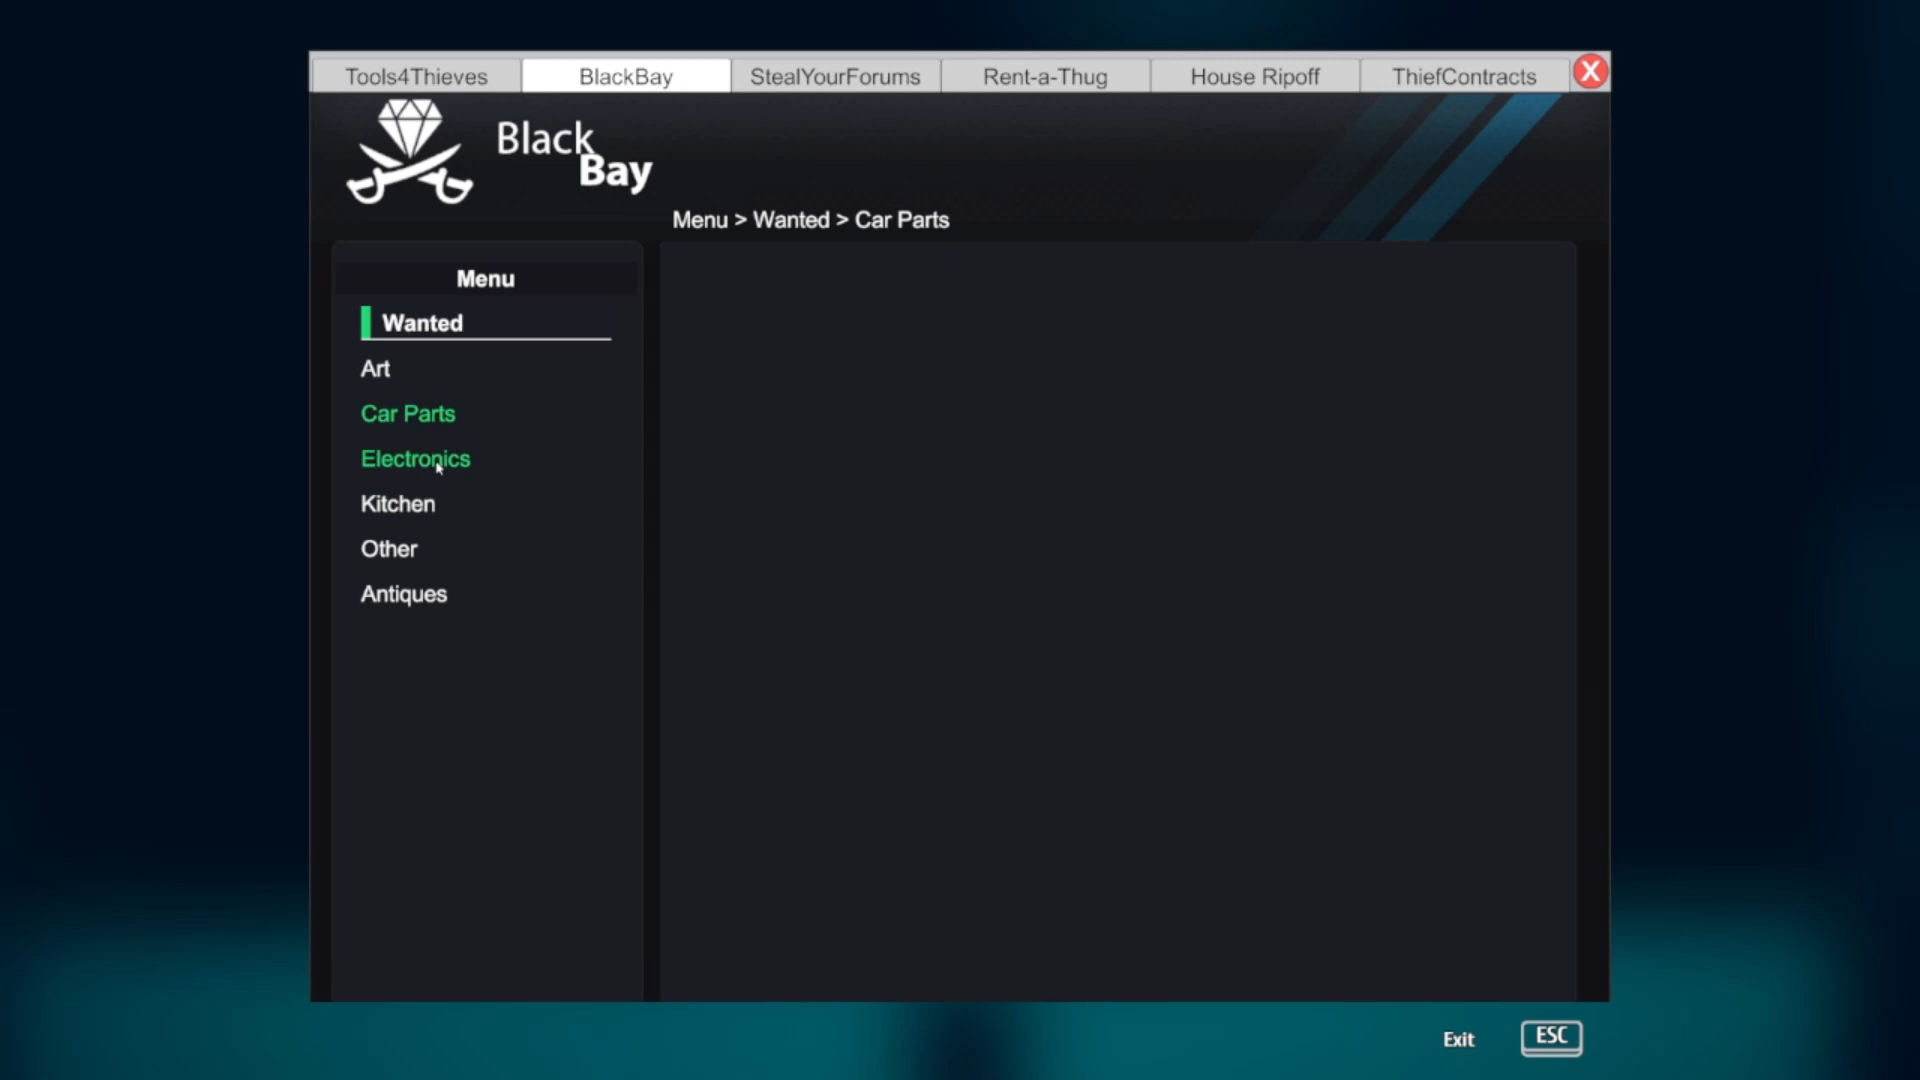 Tools4Thieves
BlackBay
StealYourForums
Rent-a-Thug
House Ripoff
ThiefContracts
X
Black
Bay
Menu > Wanted > Car Parts
Menu
Wanted
Art
Car Parts
Electronics
Kitchen
Other
Antiques
Exit
ESC